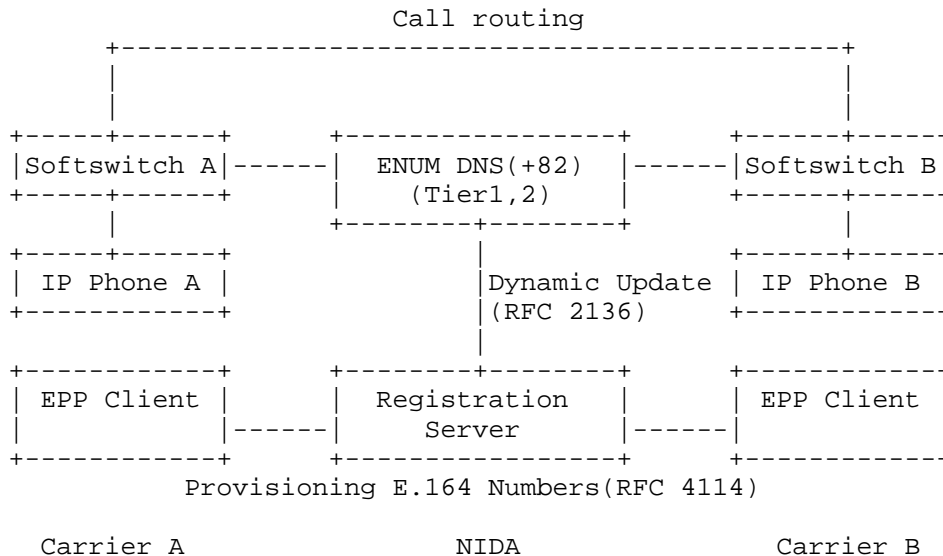 Call routing
Softswitch A ENUM DNS(+82) Softswitch B
(Tier1,2)
IP Phone A Dynamic Update IP Phone B
(RFC 2136)
EPP Client Registration EPP Client
Server
Provisioning E.164 Numbers(RFC 4114)
Carrier A NIDA Carrier B